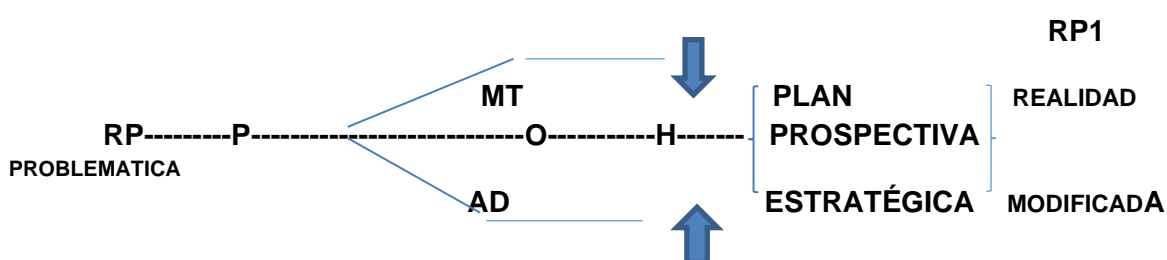 RP1
MT PLAN REALIDAD
RP---------P----------------------------O-----------H------- PROSPECTIVA
PROBLEMATICA
AD ESTRATÉGICA MODIFICADA